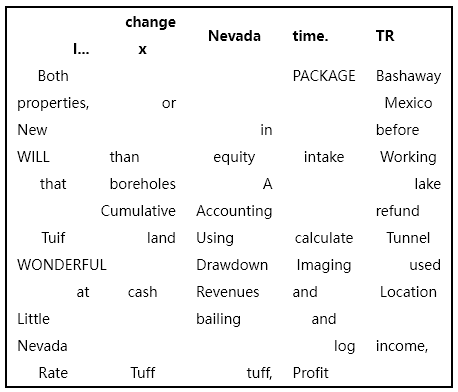 I... change x Nevada time. TR
Both PACKAGE Bashaway
properties, or Mexico
New in before
WILL than equity intake Working
that boreholes A lake
Cumulative Accounting refund
Tuif land Using calculate Tunnel
WONDERFUL Drawdown Imaging used
at cash Revenues and Location
Little bailing and
Nevada log income,
Rate Tuff tuff, Profit